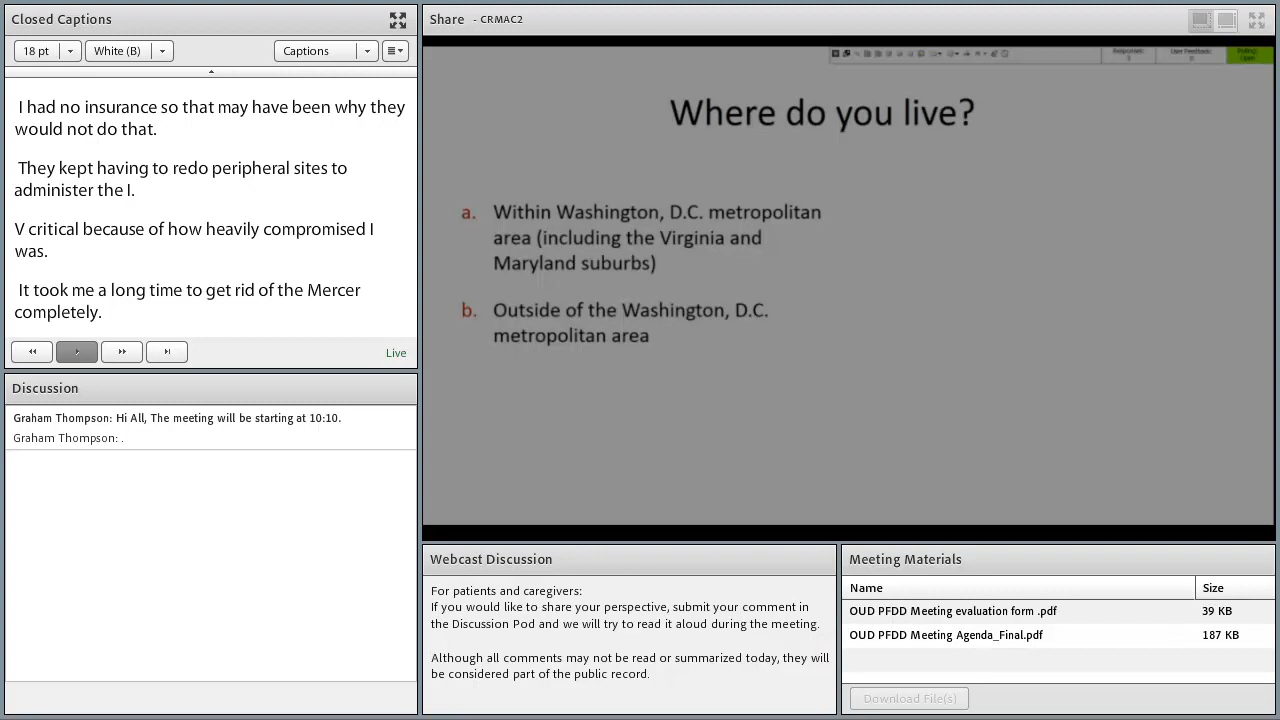 Closed Captions
18 pt
White (B)
Captions
I had no insurance so that may have been why they
would not do that.
They kept having to redo peripheral sites to
administer the I.
V critical because of how heavily compromised I
was.
It took me a long time to get rid of the Mercer
completely.
Live
Discussion
Graham Thompson: Hi All, The meeting will be starting at 10:10.
Graham Thompson: .
Share - CRMAC2
Where do you live?
a. Within Washington, D.C. metropolitan
area (including the Virginia and
Maryland suburbs)
b. Outside of the Washington, D.C.
metropolitan area
Webcast Discussion
For patients and caregivers:
If you would like to share your perspective, submit your comment in
the Discussion Pod and we will try to read it aloud during the meeting.
Although all comments may not be read or summarized today, they will
be considered part of the public record.
Meeting Materials
Name Size
OUD PFDD Meeting evaluation form .pdf 39 KB
OUD PFDD Meeting Agenda_Final.pdf 187 KB
Download File(s)